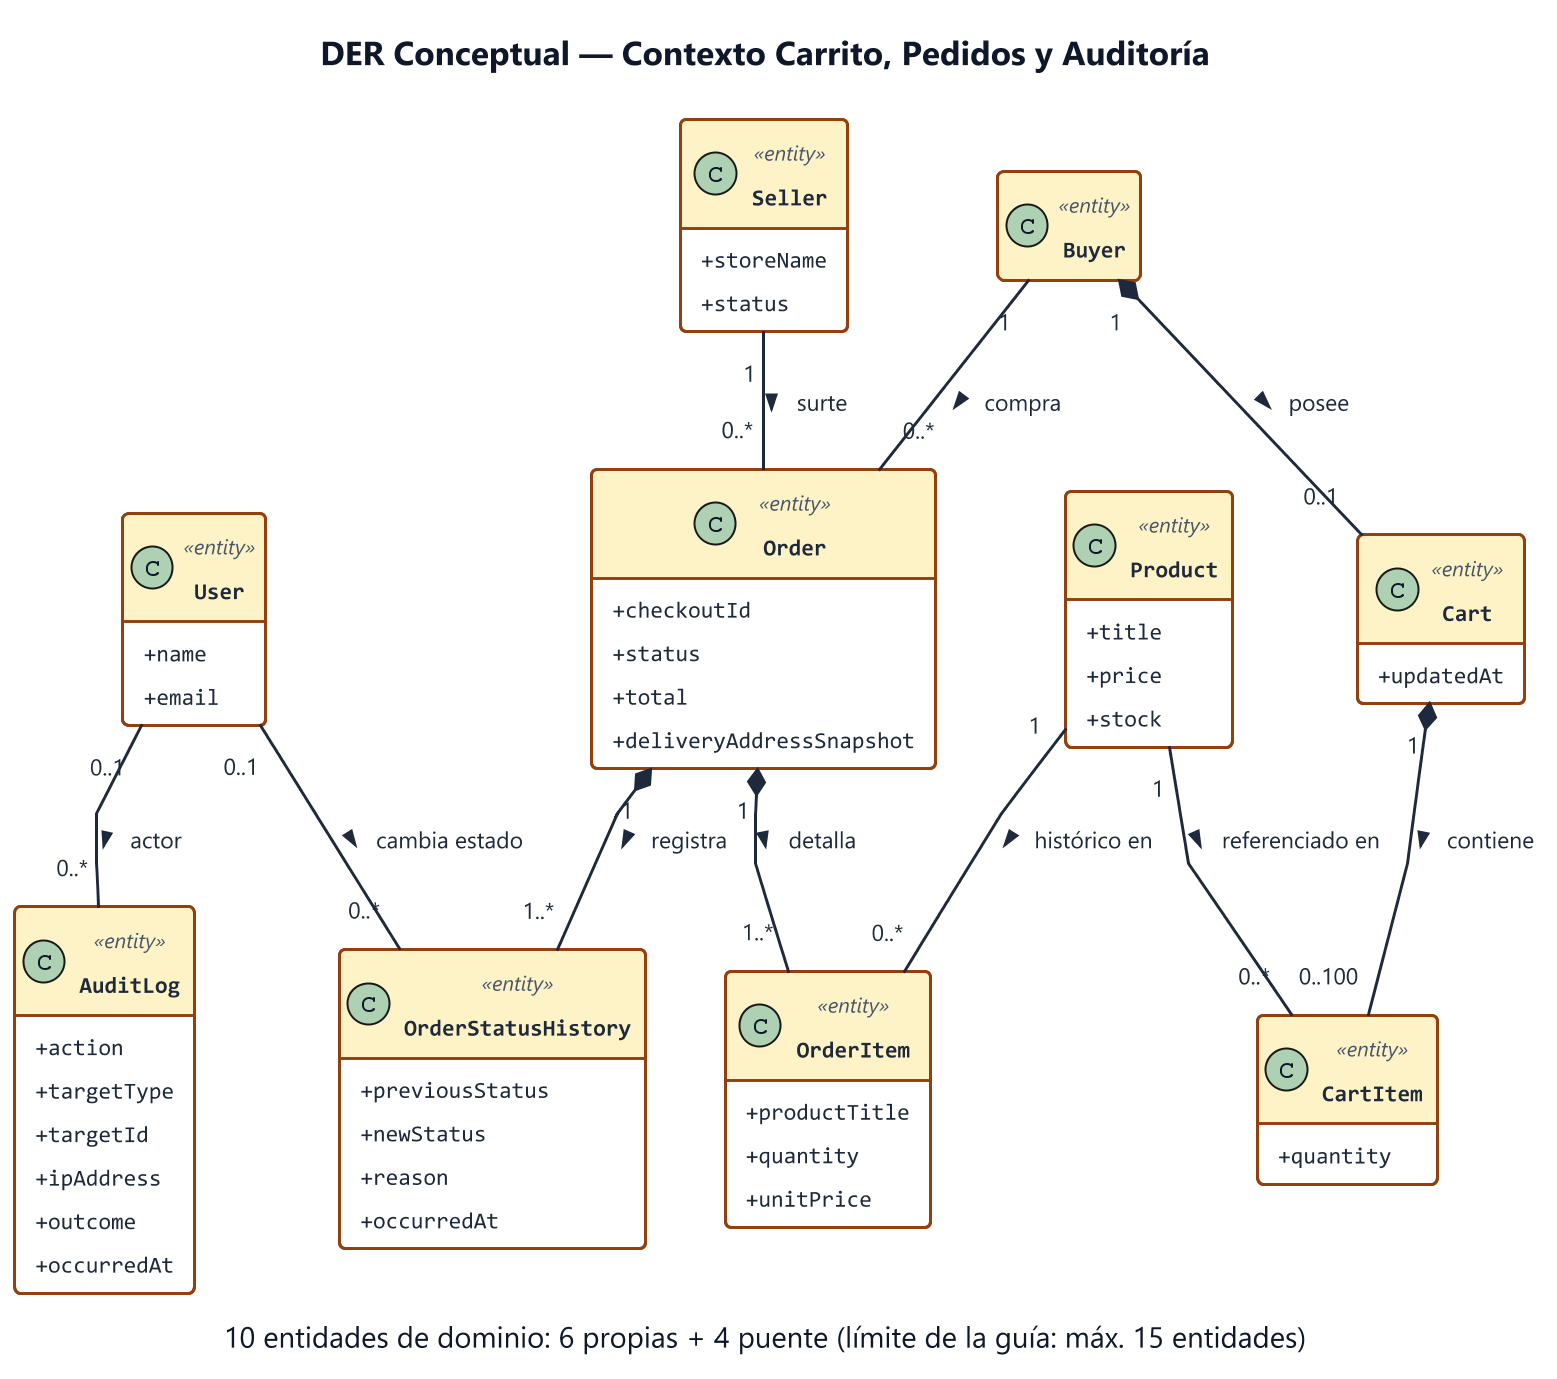 DER Conceptual — Contexto Carrito, Pedidos y Auditoría
«entity»
C
Seller
+storeName
+status
«entity»
C
Buyer
1
surte
0..*
1
compra
0..*
1
posee
0..1
«entity»
C
Order
+checkoutId
+status
+total
+deliveryAddressSnapshot
«entity»
C
Product
+title
+price
+stock
«entity»
C
Cart
+updatedAt
«entity»
C
User
+name
+email
0..1
actor
0..*
0..1
cambia estado
0..*
1
registra
1..*
1
detalla
1..*
1
histórico en
0..*
1
referenciado en
0..*
1
contiene
0..100
«entity»
C
AuditLog
+action
+targetType
+targetId
+ipAddress
+outcome
+occurredAt
«entity»
C
OrderStatusHistory
+previousStatus
+newStatus
+reason
+occurredAt
«entity»
C
OrderItem
+productTitle
+quantity
+unitPrice
«entity»
C
CartItem
+quantity
10 entidades de dominio: 6 propias + 4 puente (límite de la guía: máx. 15 entidades)